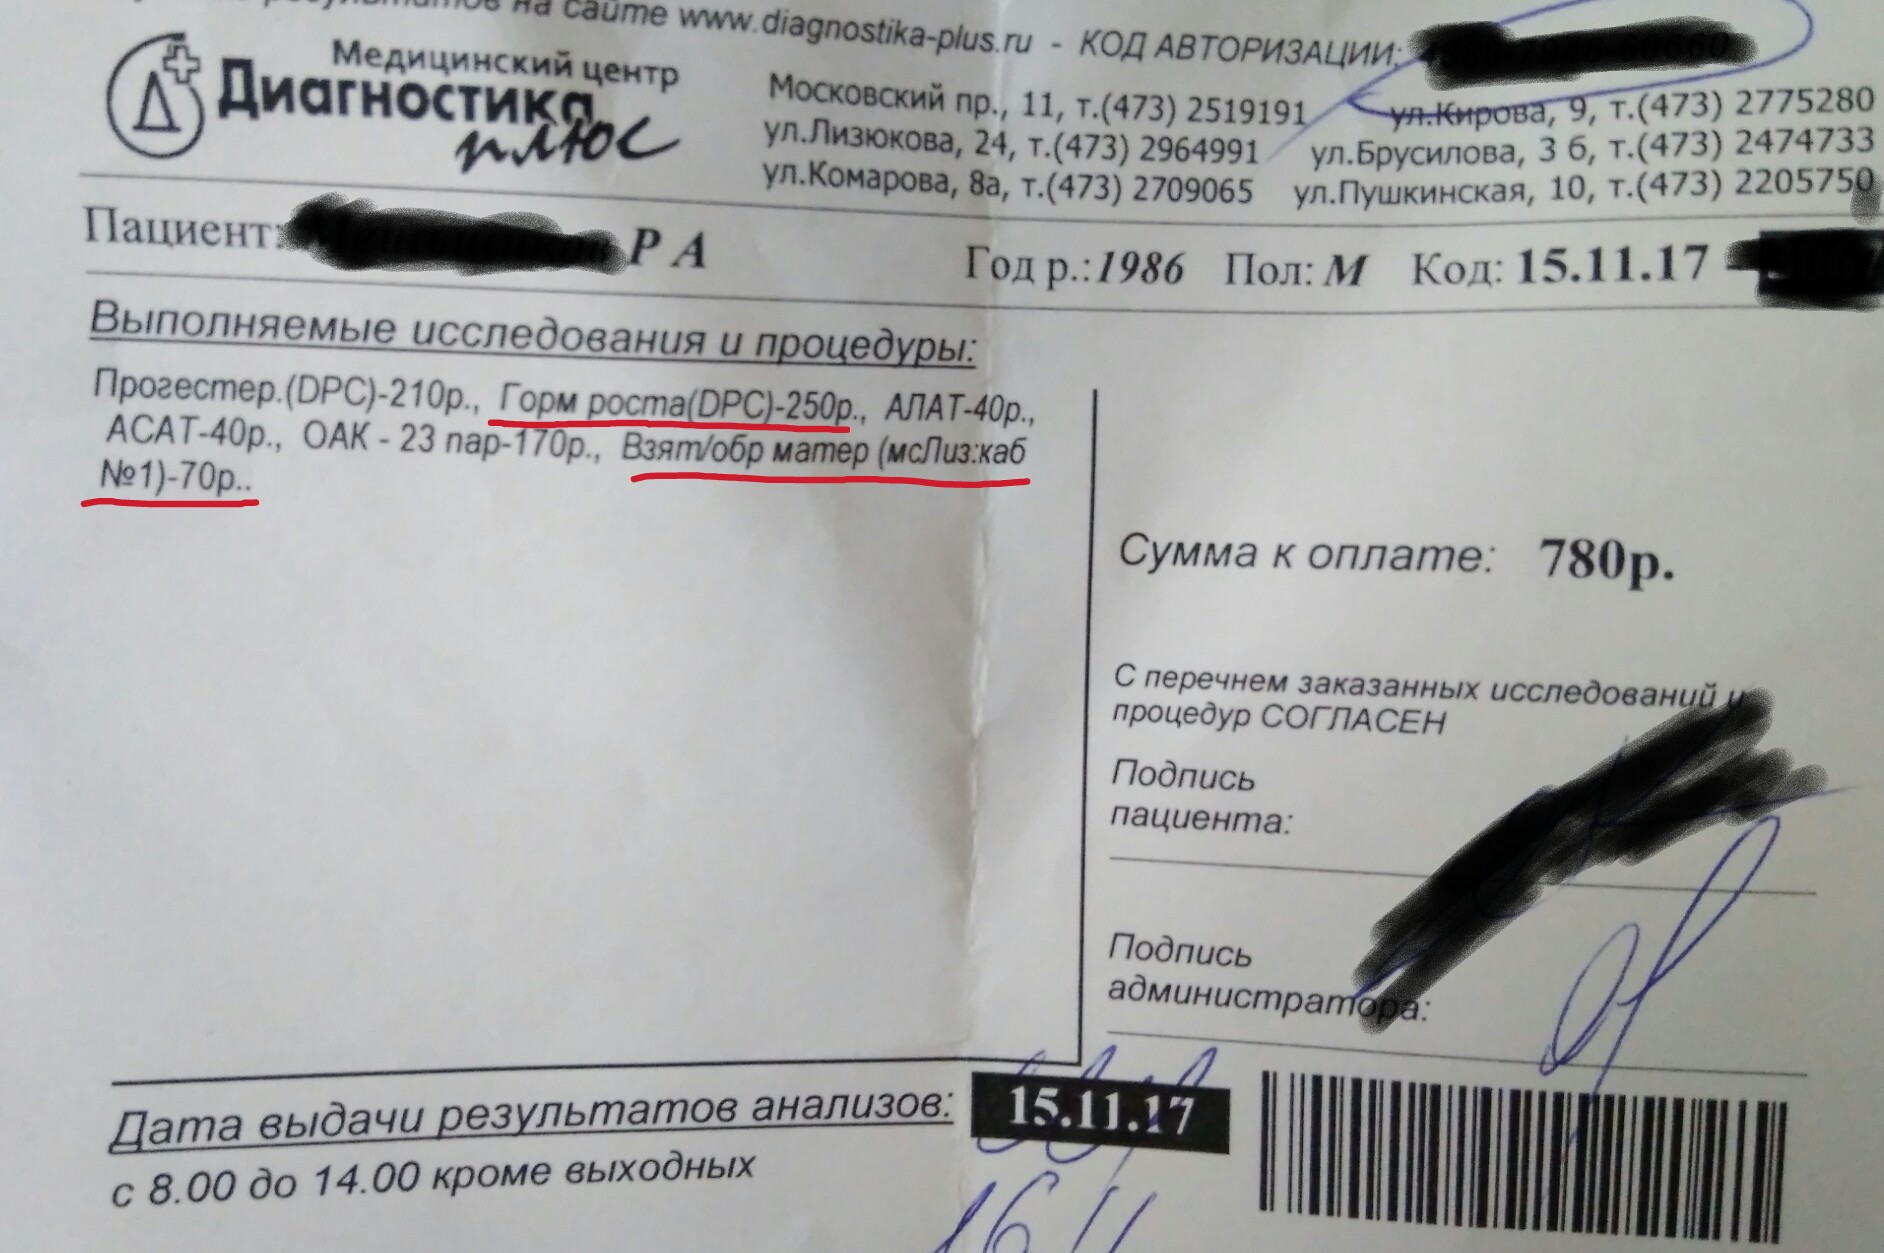 результатов на сайте www.diagnostika-plus.ru - КОД АВТОРИЗАЦИИ:
Медицинский центр
Диагностика
плюс
Московский пр., 11, т.(473) 2519191
ул.Кирова, 9, т.(473) 2775280
ул.Лизюкова, 24, т.(473) 2964991
ул.Брусилова, 3 б, т.(473) 2474733
ул.Комарова, 8а, т.(473) 2709065
ул.Пушкинская, 10, т.(473) 2205750
Пациент: Р А Год р.:1986 Пол: М Код: 15.11.17 -
Выполняемые исследования и процедуры:
Прогестер.(DPC)-210р., Горм роста(DPC)-250р., АЛАТ-40р.,
АСАТ-40р., ОАК - 23 пар-170р., Взят/обр матер (мсЛиз:каб
№1)-70р..
Сумма к оплате: 780р.
С перечнем заказанных исследований и
процедур СОГЛАСЕН
Подпись
пациента:
Подпись
администратора:
Дата выдачи результатов анализов: 15.11.17
с 8.00 до 14.00 кроме выходных
16.11